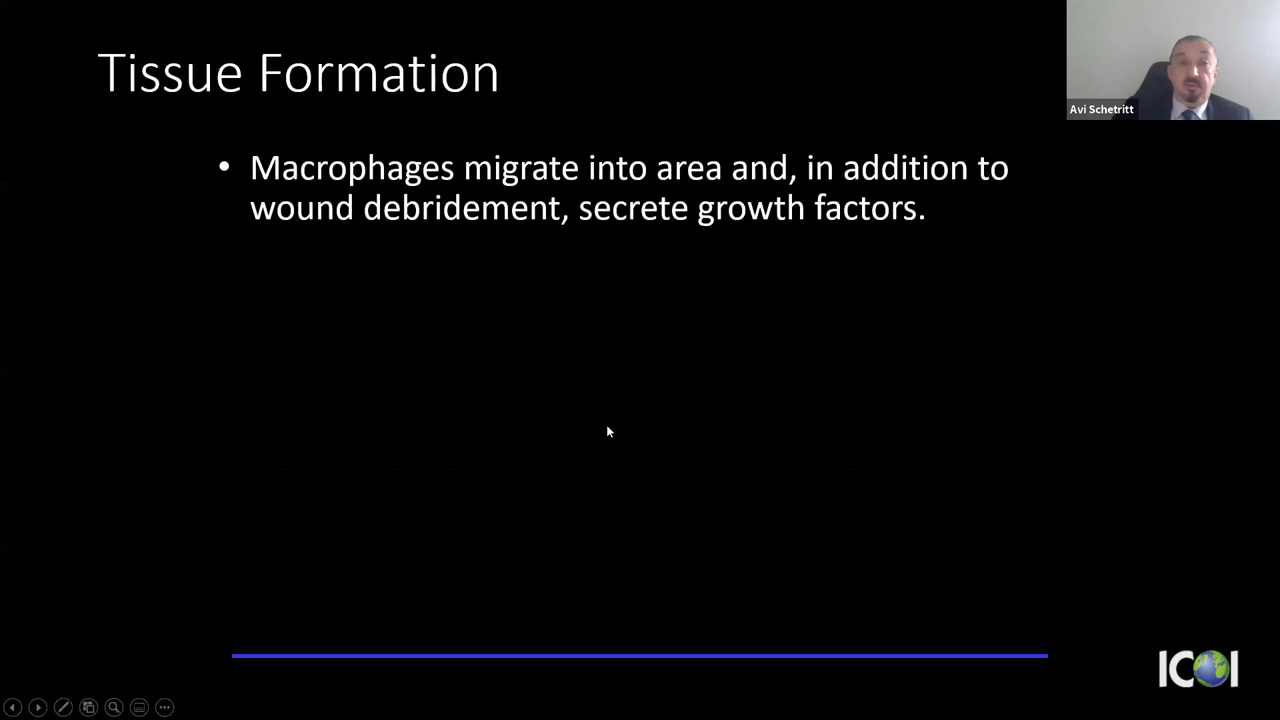 Tissue Formation
Avi Schetritt
• Macrophages migrate into area and, in addition to
wound debridement, secrete growth factors.
ICOI